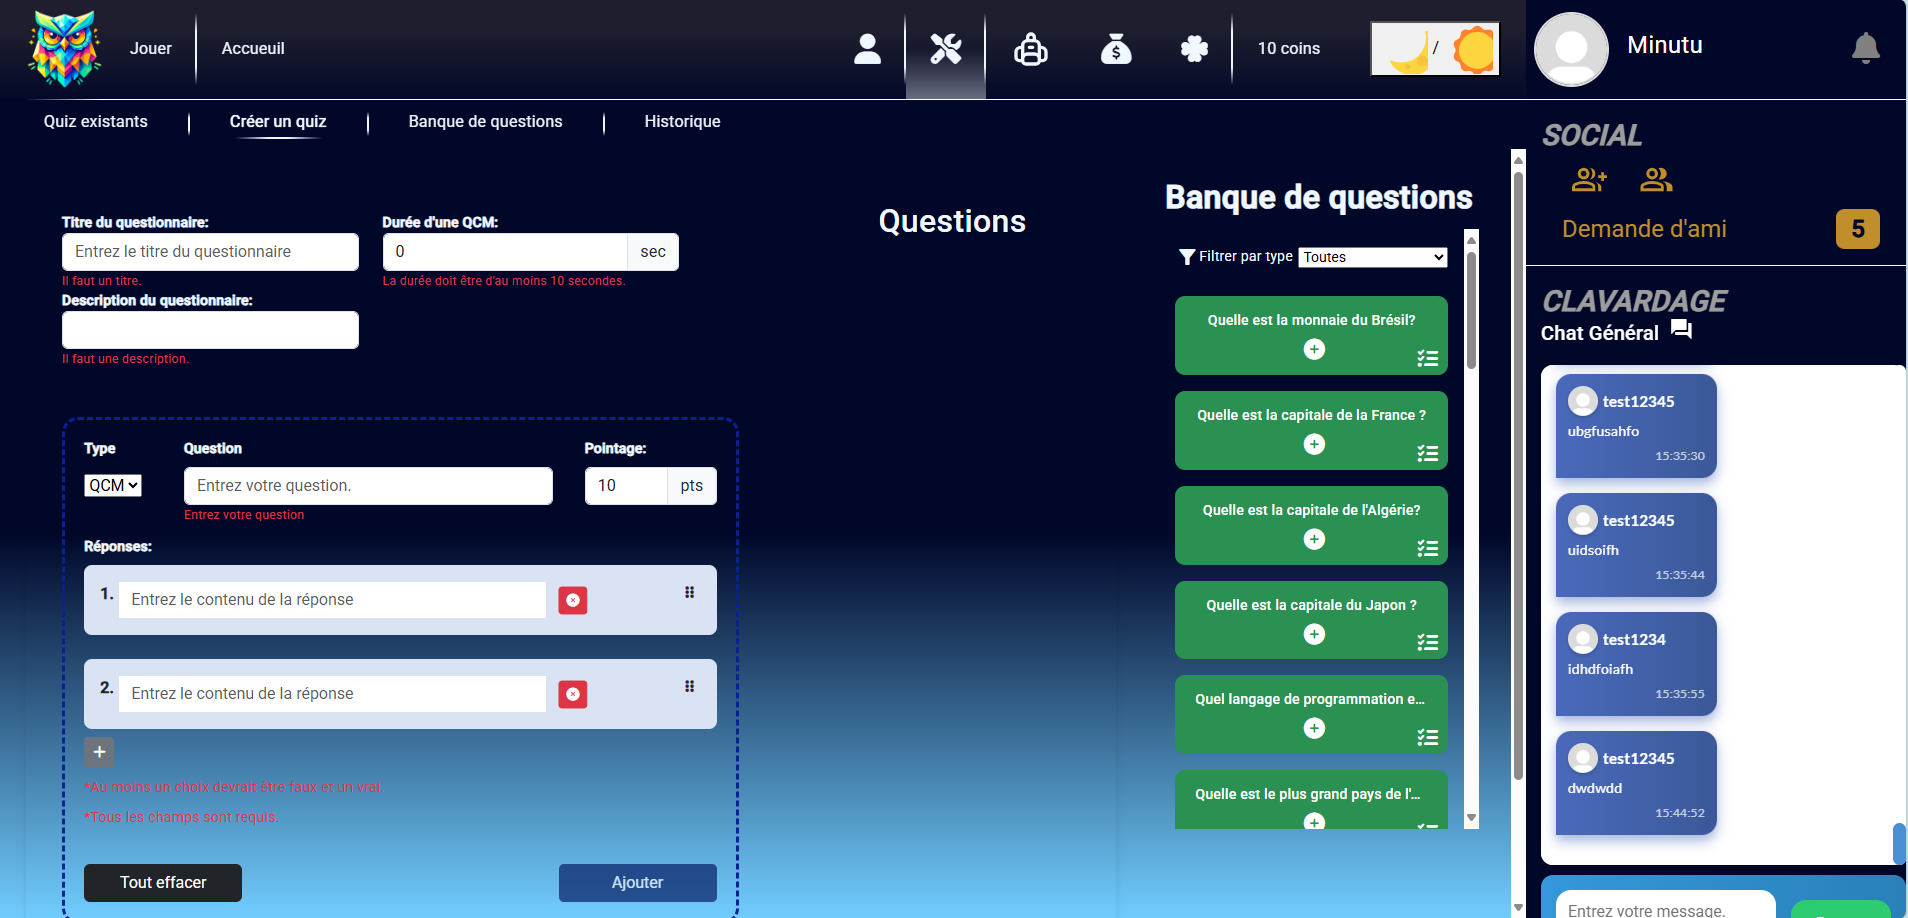 Jouer
Accueuil
10 coins
/
Minutu
Quiz existants
Créer un quiz
Banque de questions
Historique
SOCIAL
Demande d'ami
5
Titre du questionnaire:
Entrez le titre du questionnaire
Il faut un titre.
Durée d'une QCM:
0
sec
La durée doit être d'au moins 10 secondes.
Description du questionnaire:
Il faut une description.
Type
QCM
Question
Entrez votre question.
Entrez votre question
Pointage:
10
pts
Réponses:
1.
Entrez le contenu de la réponse
2.
Entrez le contenu de la réponse
+
*Au moins un choix devrait être faux et un vrai.
*Tous les champs sont requis.
Tout effacer
Ajouter
Questions
Banque de questions
Filtrer par type
Toutes
Quelle est la monnaie du Brésil?
Quelle est la capitale de la France ?
Quelle est la capitale de l'Algérie?
Quelle est la capitale du Japon ?
Quel langage de programmation e...
Quelle est le plus grand pays de l'...
CLAVARDAGE
Chat Général
test12345
ubgfusahfo
15:35:30
test12345
uidsoifh
15:35:44
test1234
idhdfoiafh
15:35:55
test12345
dwdwdd
15:44:52
Entrez votre message.